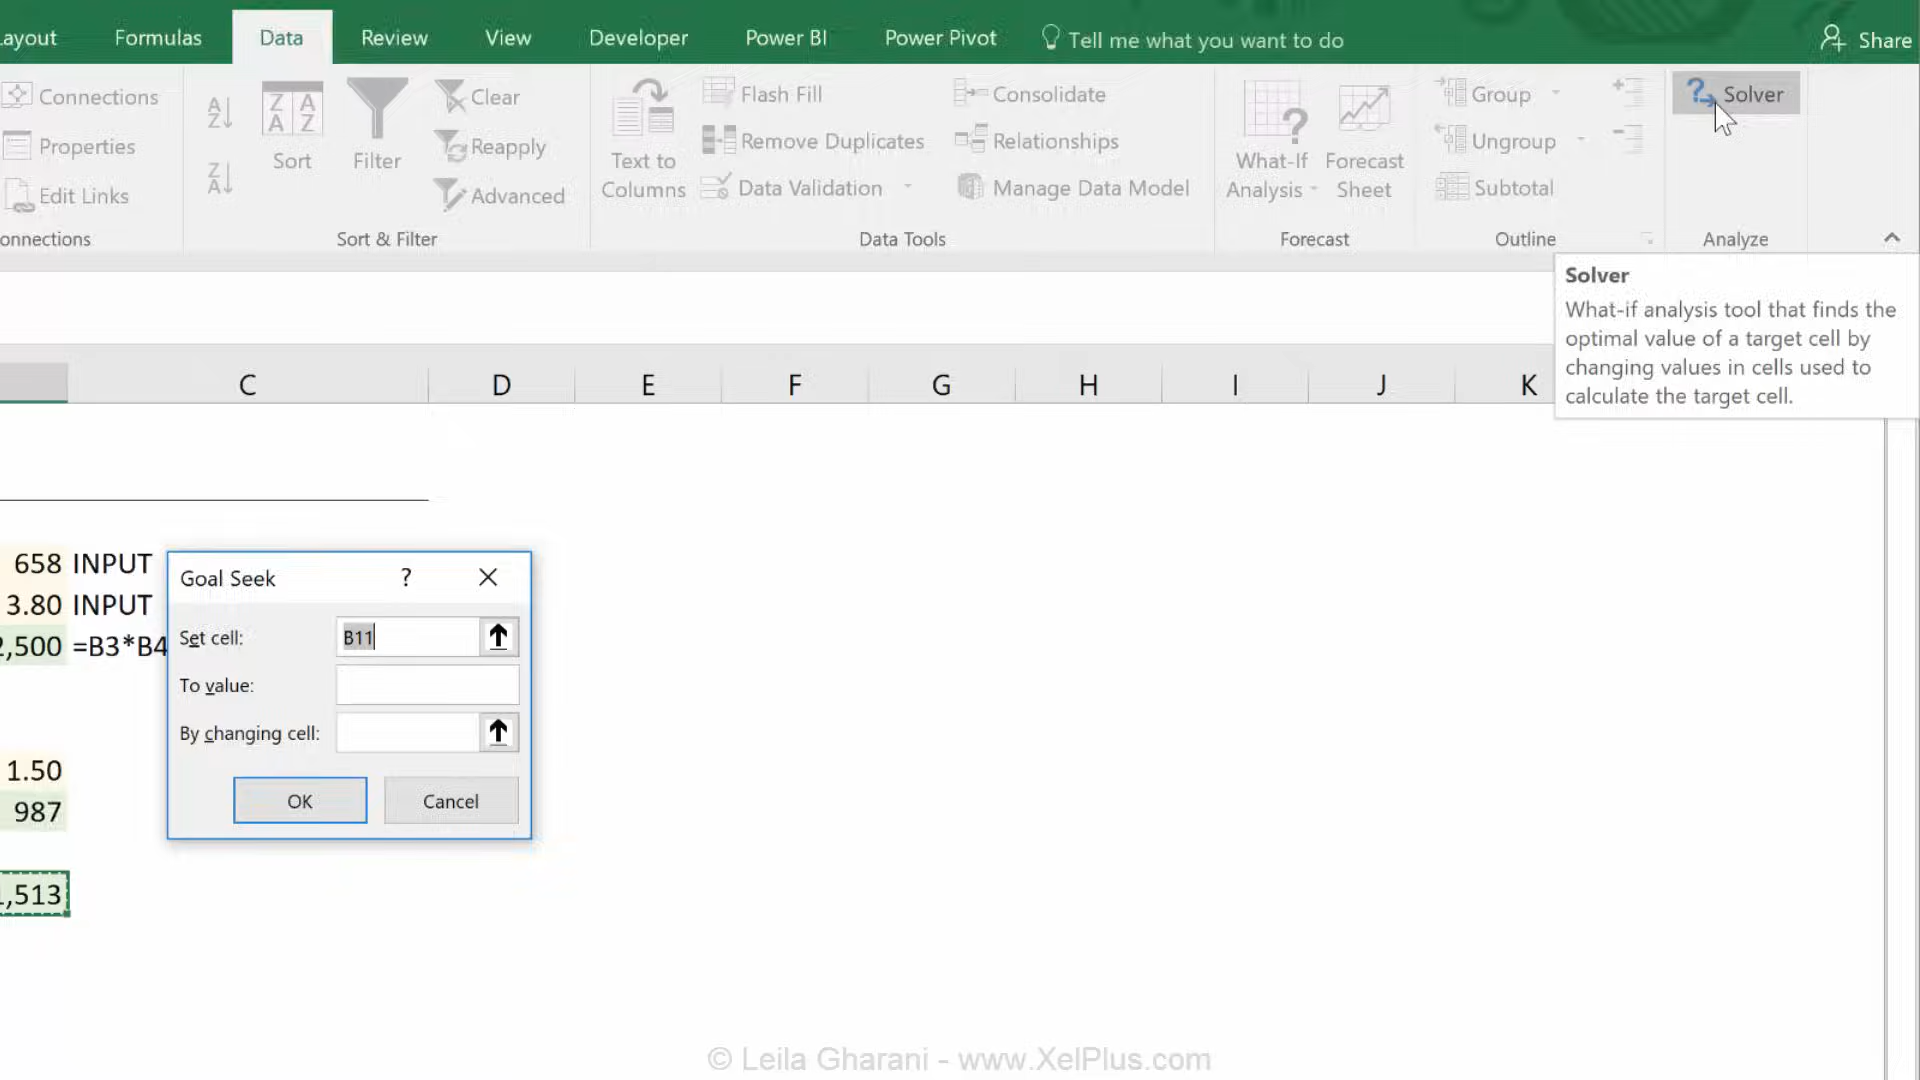 ayout Formulas Data Review View Developer Power BI Power Pivot Tell me what you want to do Share
Connections
Properties
Edit Links
onnections
Sort
Filter
Clear
Reapply
Advanced
Sort & Filter
Text to
Columns
Flash Fill
Remove Duplicates
Data Validation
Consolidate
Relationships
Manage Data Model
Data Tools
What-If
Analysis
Forecast
Sheet
Forecast
Group
Ungroup
Subtotal
Outline
Solver
Analyze
Solver
What-if analysis tool that finds the
optimal value of a target cell by
changing values in cells used to
calculate the target cell.
C D E F G H I J K
658 INPUT
3.80 INPUT
2,500 =B3*B4
1.50
987
1,513
Goal Seek ?
Set cell: B11
To value:
By changing cell:
OK Cancel
© Leila Gharani - www.XelPlus.com